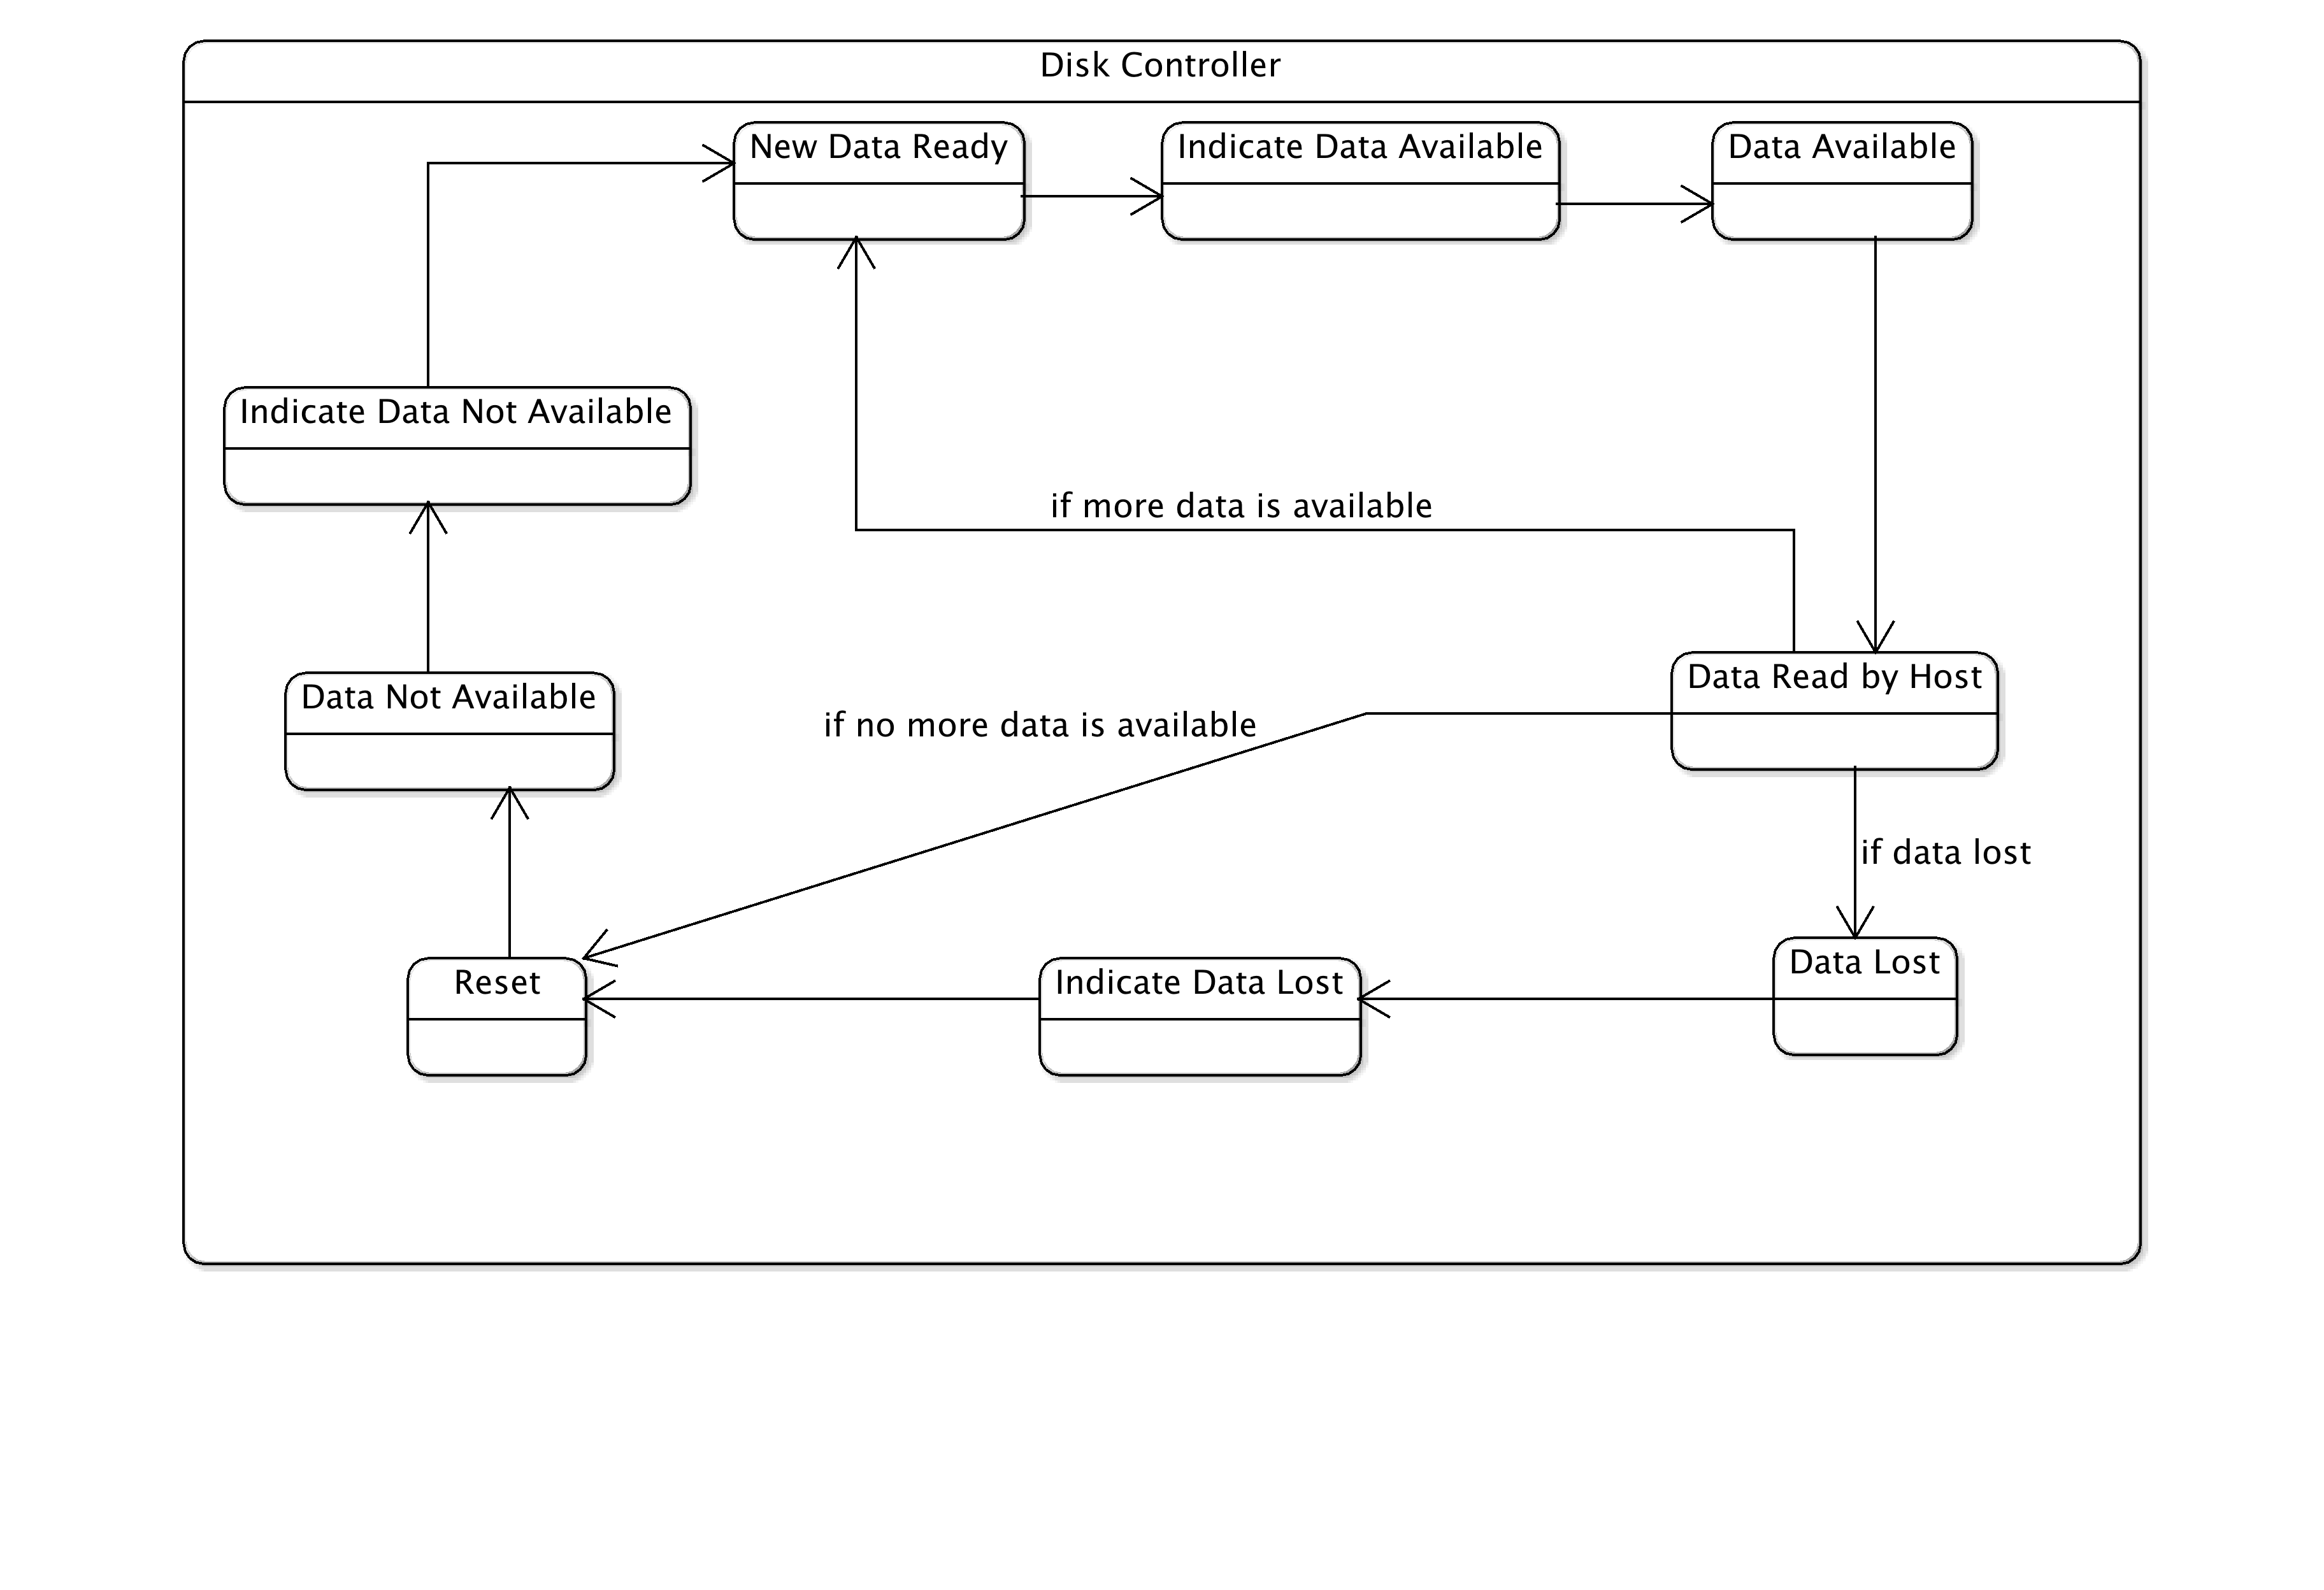 Disk Controller
New Data Ready
Indicate Data Available
Data Available
Indicate Data Not Available
if more data is available
Data Read by Host
Data Not Available
if no more data is available
if data lost
Data Lost
Reset
Indicate Data Lost